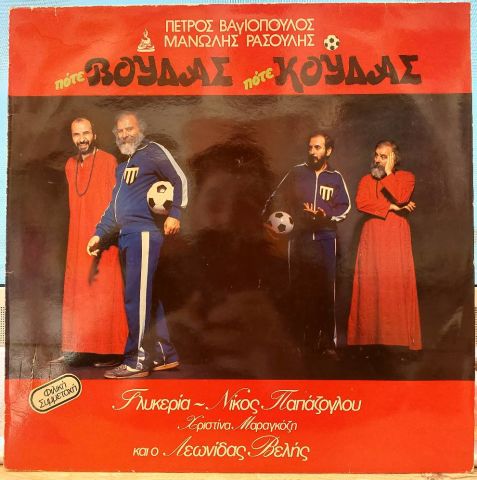 ΠΕΤΡΟΣ ΒΑγΙΟΠΟΥΛΟΣ
ΜΑΝΩΛΗΣ ΡΑΣΟΥΛΗΣ
πότε ΒΟΥΔΑΣ πότε ΚΟΥΔΑΣ
Φιλική
Συμμετοχή
Γλυκερία ~ Νίκος Παπάζογλου
Χριστίνα Μαραγκόζη
και ο Λεωνίδας Βελής